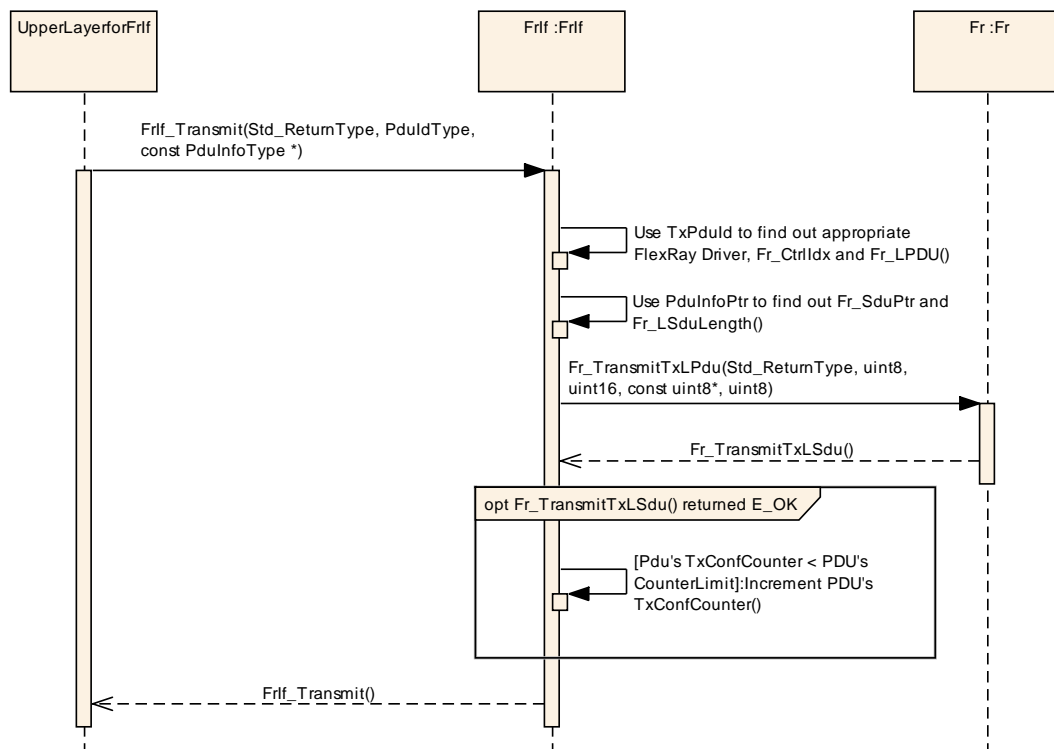 UpperLayerforFrIf
FrIf :FrIf
Fr :Fr
FrIf_Transmit(Std_ReturnType, PduIdType,
const PduInfoType *)
Use TxPduId to find out appropriate
FlexRay Driver, Fr_CtrlIdx and Fr_LPDU()
Use PduInfoPtr to find out Fr_SduPtr and
Fr_LSduLength()
Fr_TransmitTxLPdu(Std_ReturnType, uint8,
uint16, const uint8*, uint8)
Fr_TransmitTxLSdu()
opt Fr_TransmitTxLSdu() returned E_OK
[Pdu's TxConfCounter < PDU's
CounterLimit]:Increment PDU's
TxConfCounter()
FrIf_Transmit()